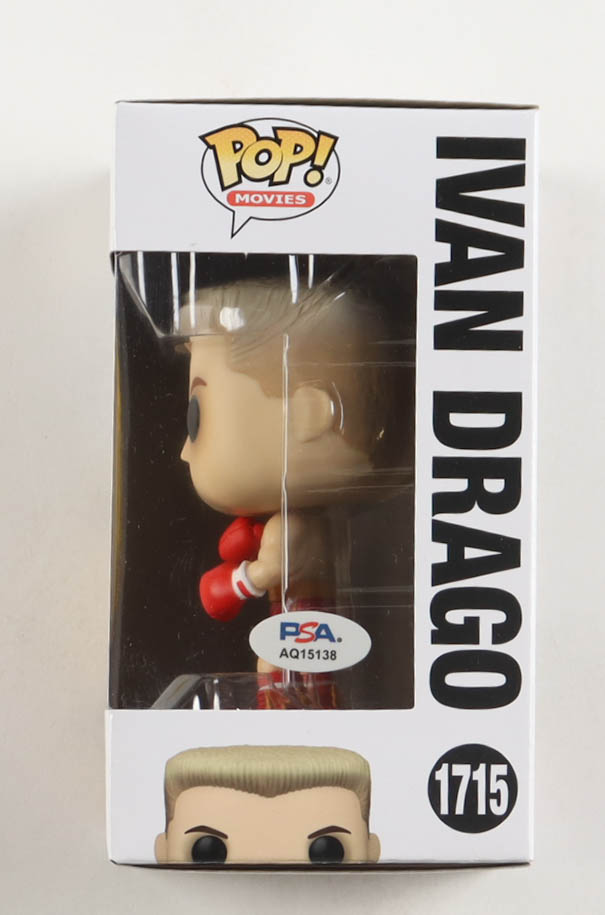 POP!
MOVIES
IVAN DRAGO
PSA.
AQ15138
1715